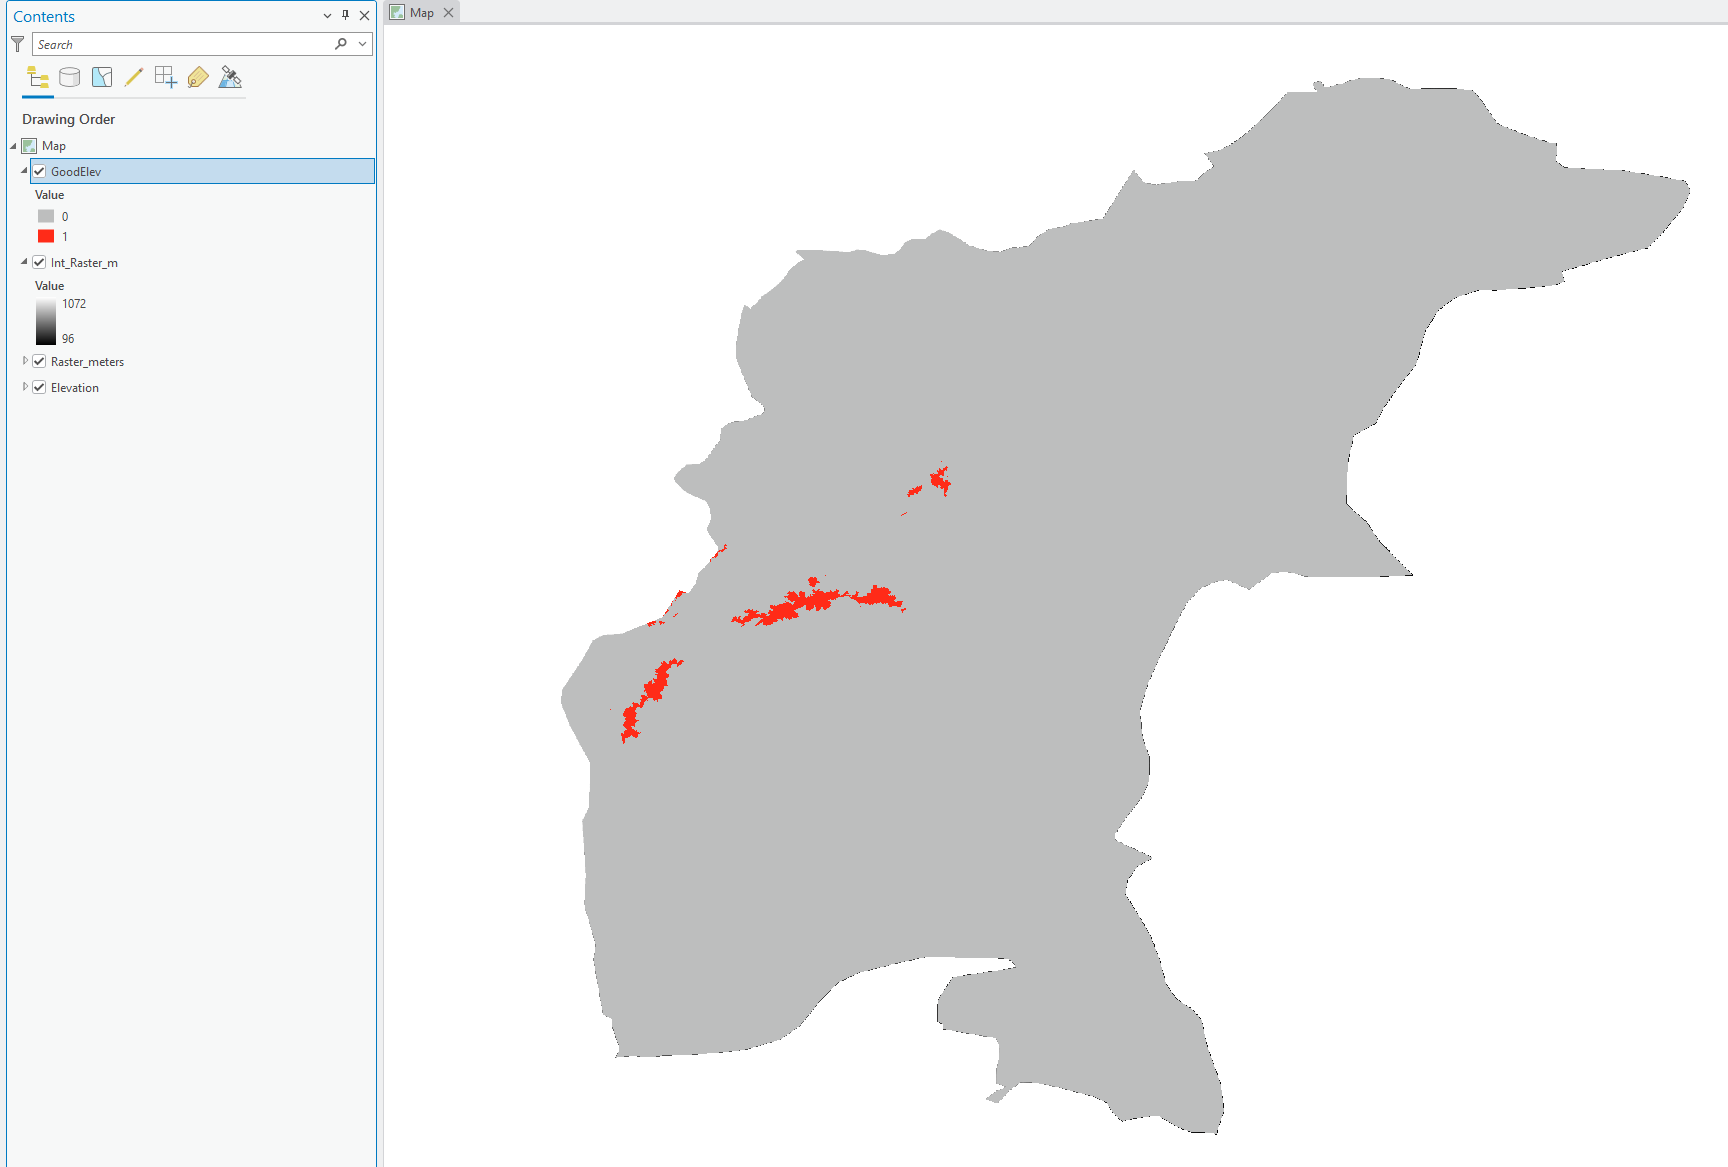 Contents
Search
Drawing Order
Map
GoodElev
Value
0
1
Int_Raster_m
Value
1072
96
Raster_meters
Elevation
Map